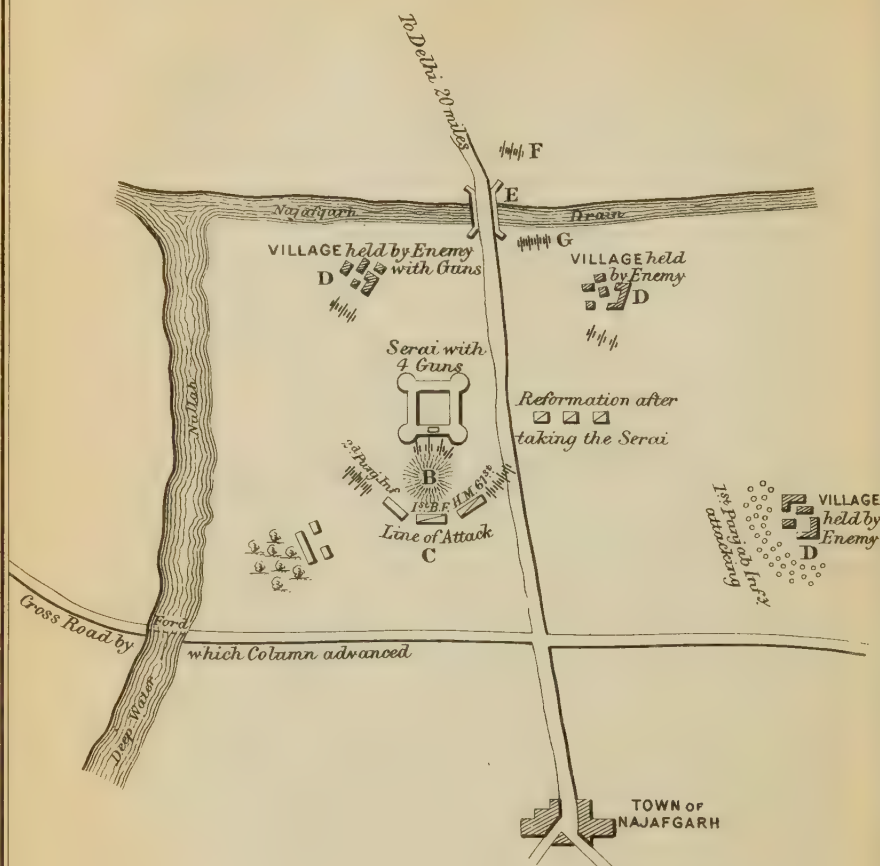 To Delhi 20 miles
F
E
Najafgarh Drain
G
VILLAGE held by Enemy
with Guns
D
VILLAGE held
by Enemy
D
Serai with
4 Guns
Nullah
Reformation after
taking the Serai
2d. Punj. Inf
B
1st B.F.
H.M. 61st
Line of Attack
C
1st Panjab Infy
attacking
VILLAGE
held by
Enemy
D
Cross Road by
Ford
which Column advanced
Deep Water
TOWN OF
NAJAFGARH